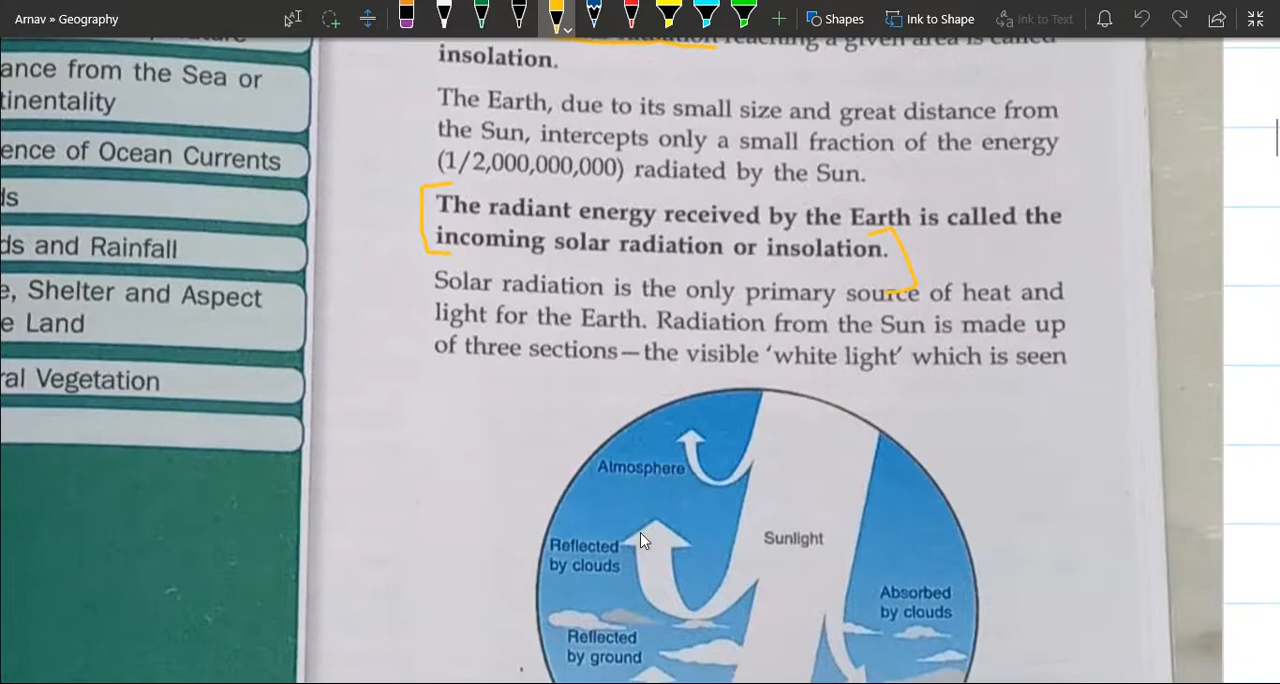 Arnav » Geography
Shapes
Ink to Shape
Ink to Text
reaching a given area is called
insolation.
The Earth, due to its small size and great distance from
the Sun, intercepts only a small fraction of the energy
(1/2,000,000,000) radiated by the Sun.
The radiant energy received by the Earth is called the
incoming solar radiation or insolation.
Solar radiation is the only primary source of heat and
light for the Earth. Radiation from the Sun is made up
of three sections—the visible ‘white light’ which is seen
ance from the Sea or
tinentality
ence of Ocean Currents
ds
ds and Rainfall
e, Shelter and Aspect
e Land
ral Vegetation
Atmosphere
Sunlight
Reflected
by clouds
Absorbed
by clouds
Reflected
by ground